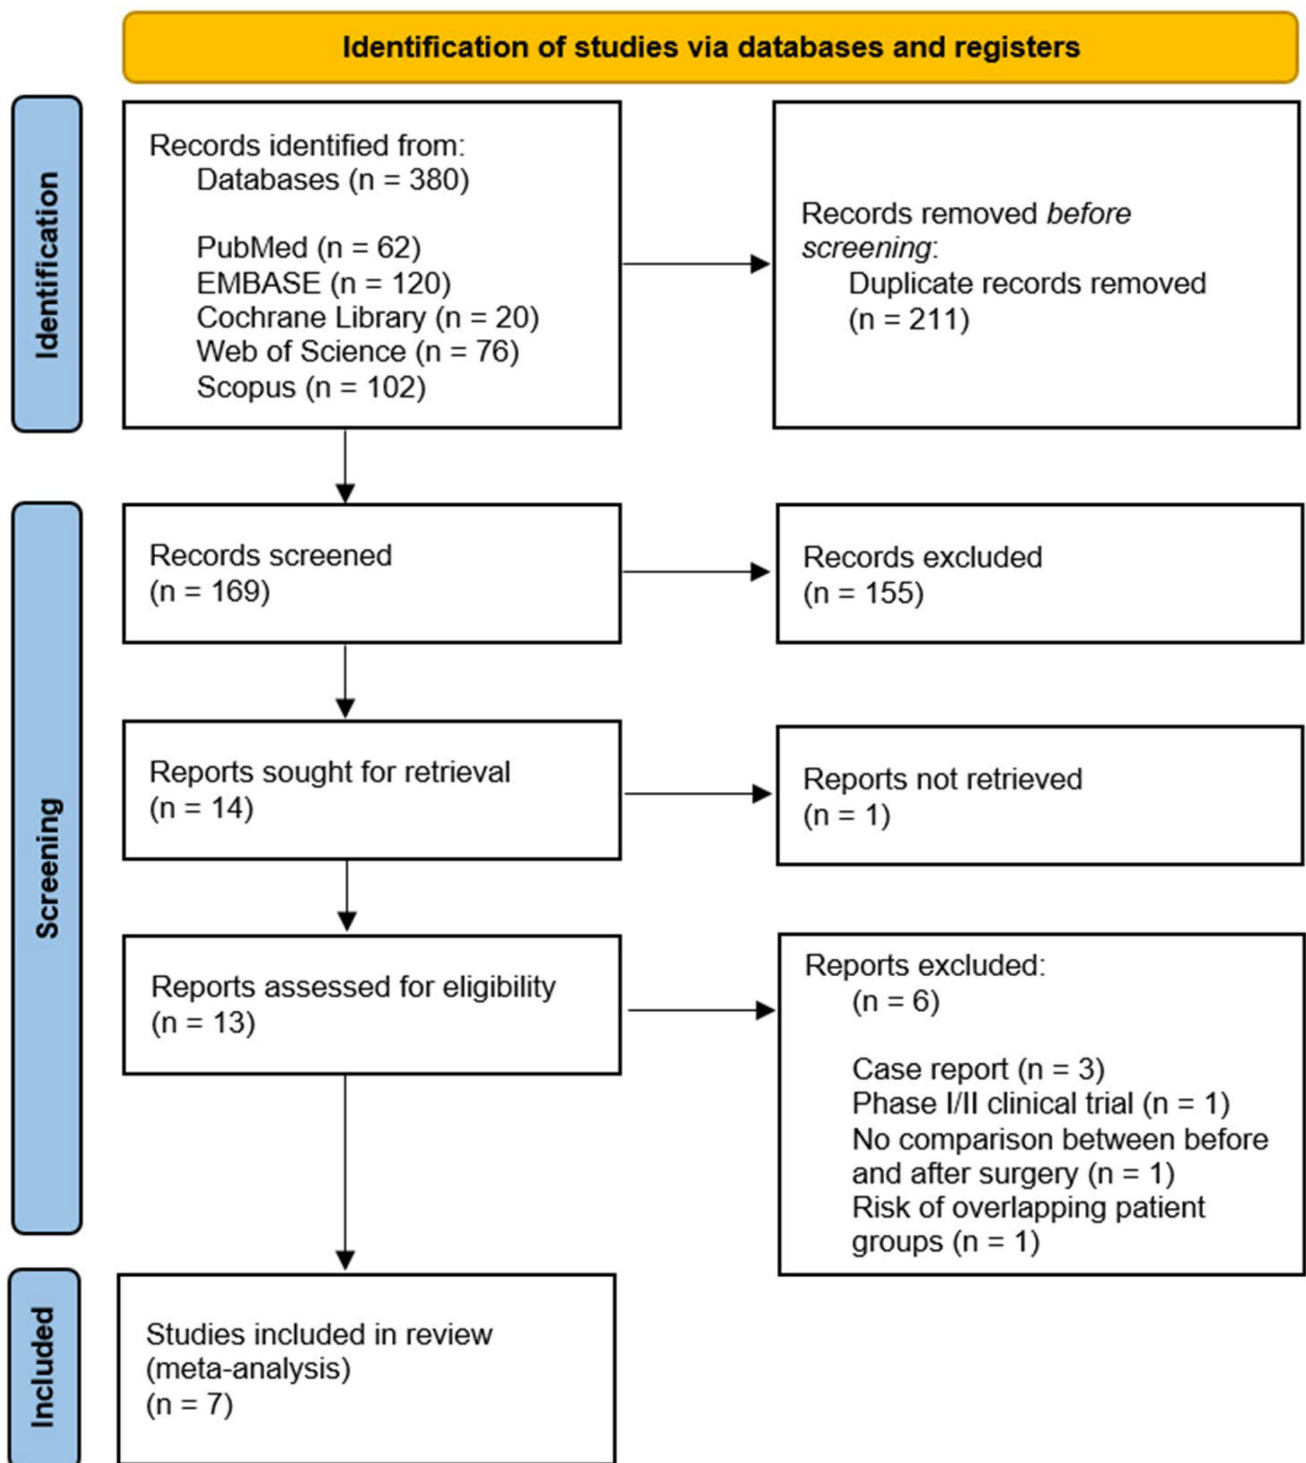 Identification of studies via databases and registers
Identification
Records identified from:
Databases (n = 380)
PubMed (n = 62)
EMBASE (n = 120)
Cochrane Library (n = 20)
Web of Science (n = 76)
Scopus (n = 102)
Records removed before
screening:
Duplicate records removed
(n = 211)
Screening
Records screened
(n = 169)
Records excluded
(n = 155)
Reports sought for retrieval
(n = 14)
Reports not retrieved
(n = 1)
Reports assessed for eligibility
(n = 13)
Reports excluded:
(n = 6)
Case report (n = 3)
Phase I/II clinical trial (n = 1)
No comparison between before
and after surgery (n = 1)
Risk of overlapping patient
groups (n = 1)
Included
Studies included in review
(meta-analysis)
(n = 7)